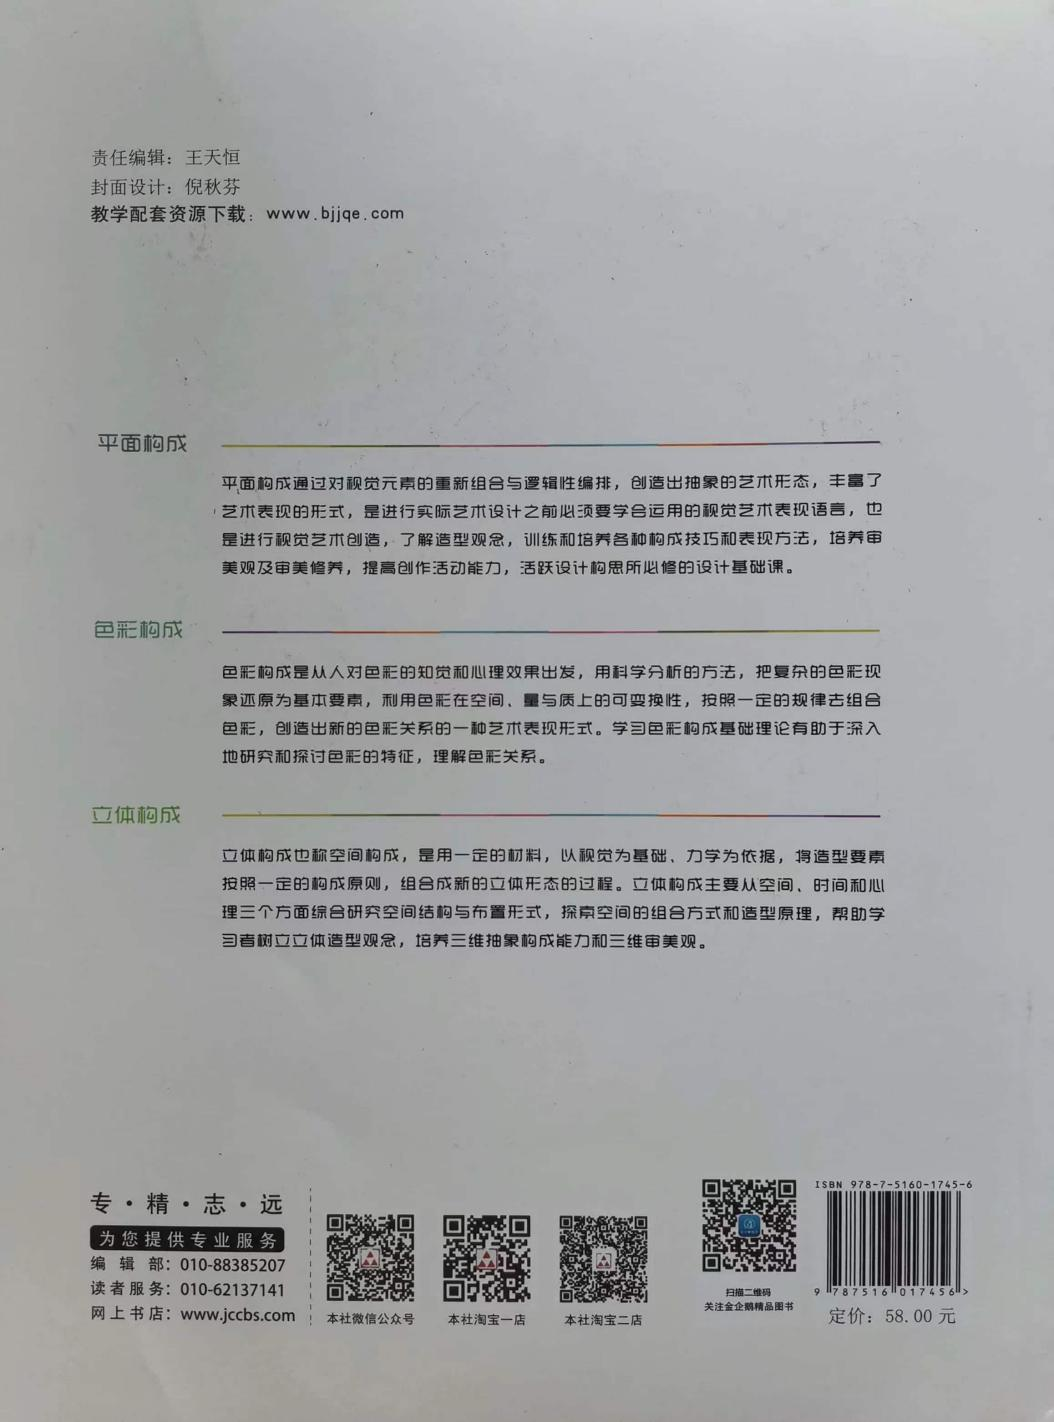 责任编辑：王天恒
封面设计：倪秋芬
教学配套资源下载：www.bjjqe.com
平面构成
平面构成通过对视觉元素的重新组合与逻辑性编排，创造出抽象的艺术形态，丰富了
艺术表现的形式，是进行实际艺术设计之前必须要学会运用的视觉艺术表现语言，也
是进行视觉艺术创造，了解造型观念，训练和培养各种构成技巧和表现方法，培养审
美观及审美修养，提高创作活动能力，活跃设计构思所必修的设计基础课。
色彩构成
色彩构成是从人对色彩的知觉和心理效果出发，用科学分析的方法，把复杂的色彩现
象还原为基本要素，利用色彩在空间、量与质上的可变换性，按照一定的规律去组合
色彩，创造出新的色彩关系的一种艺术表现形式。学习色彩构成基础理论有助于深入
地研究和探讨色彩的特征，理解色彩关系。
立体构成
立体构成也称空间构成，是用一定的材料，以视觉为基础、力学为依据，将造型要素
按照一定的构成原则，组合成新的立体形态的过程。立体构成主要从空间、时间和心
理三个方面综合研究空间结构与布置形式，探索空间的组合方式和造型原理，帮助学
习者树立立体造型观念，培养三维抽象构成能力和三维审美观。
专·精·志·远
为您提供专业服务
编辑部：010-88385207
读者服务：010-62137141
网上书店：www.jccbs.com
本社微信公众号
本社淘宝一店
本社淘宝二店
扫描二维码
关注金企鹅精品图书
ISBN 978-7-5160-1745-6
9 787516 017456 >
定价：58.00 元